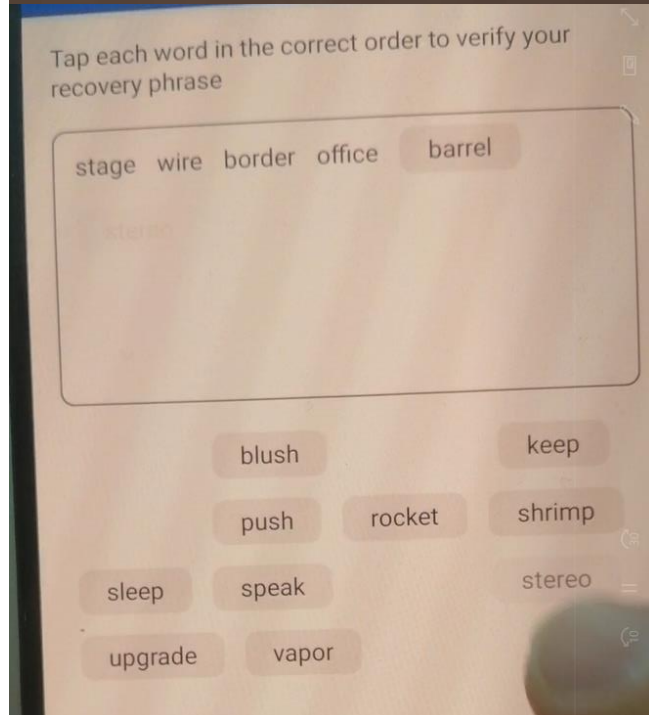 Tap each word in the correct order to verify your
recovery phrase
stage wire border office barrel
stereo
blush keep
push rocket shrimp
sleep speak stereo
upgrade vapor